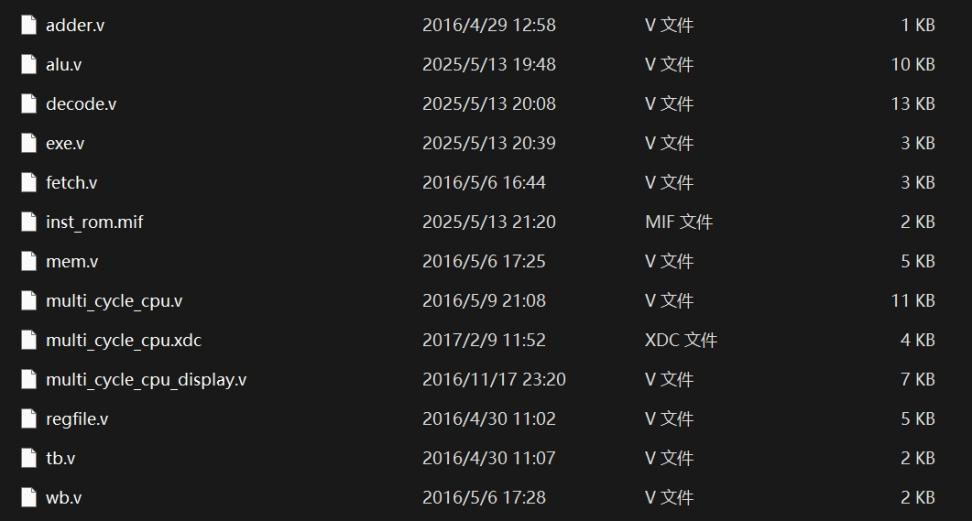 adder.v 2016/4/29 12:58 V 文件 1 KB
alu.v 2025/5/13 19:48 V 文件 10 KB
decode.v 2025/5/13 20:08 V 文件 13 KB
exe.v 2025/5/13 20:39 V 文件 3 KB
fetch.v 2016/5/6 16:44 V 文件 3 KB
inst_rom.mif 2025/5/13 21:20 MIF 文件 2 KB
mem.v 2016/5/6 17:25 V 文件 5 KB
multi_cycle_cpu.v 2016/5/9 21:08 V 文件 11 KB
multi_cycle_cpu.xdc 2017/2/9 11:52 XDC 文件 4 KB
multi_cycle_cpu_display.v 2016/11/17 23:20 V 文件 7 KB
regfile.v 2016/4/30 11:02 V 文件 5 KB
tb.v 2016/4/30 11:07 V 文件 2 KB
wb.v 2016/5/6 17:28 V 文件 2 KB